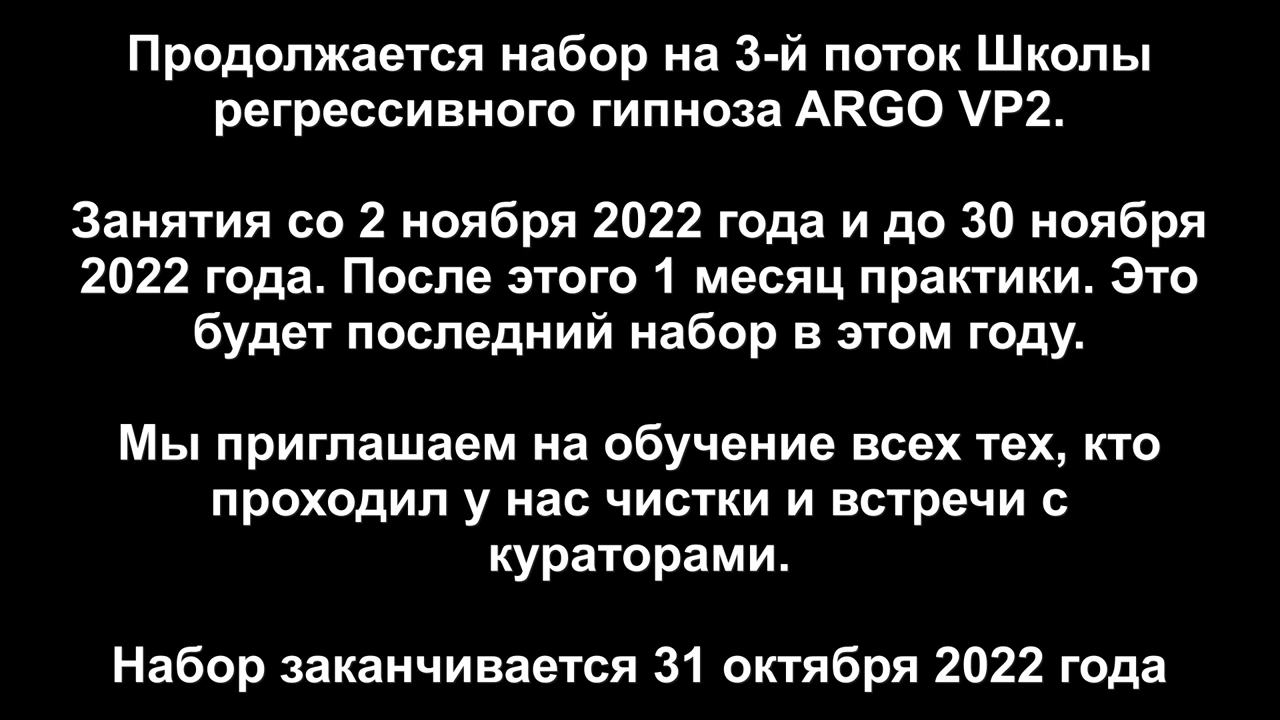 Продолжается набор на 3-й поток Школы
регрессивного гипноза ARGO VP2.
Занятия со 2 ноября 2022 года и до 30 ноября
2022 года. После этого 1 месяц практики. Это
будет последний набор в этом году.
Мы приглашаем на обучение всех тех, кто
проходил у нас чистки и встречи с
кураторами.
Набор заканчивается 31 октября 2022 года